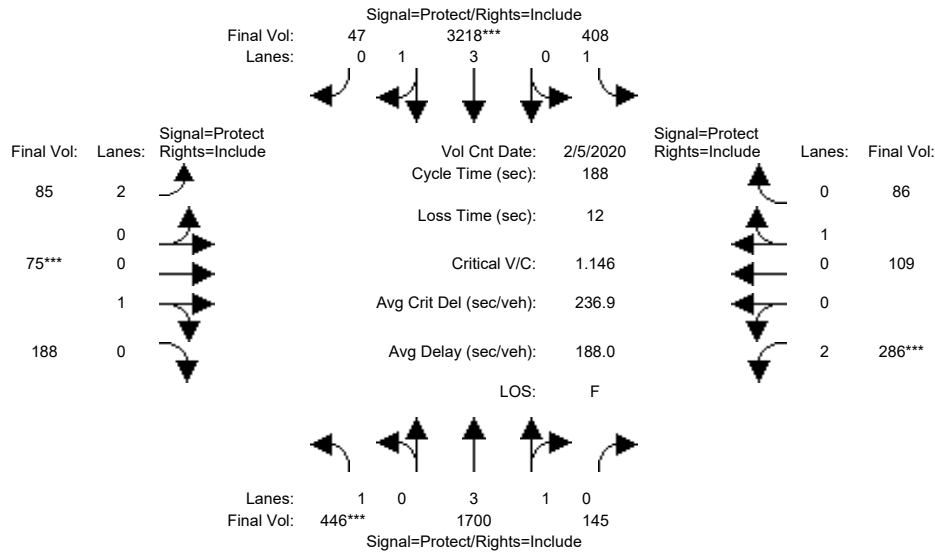 Signal=Protect/Rights=Include
Final Vol: 47 3218*** 408
Lanes: 0 1 3 0 1
Signal=Protect Signal=Protect
Final Vol: Lanes: Rights=Include Vol Cnt Date: 2/5/2020 Rights=Include Lanes: Final Vol:
Cycle Time (sec): 188
85 2 0 86
Loss Time (sec): 12
0 1
75*** 0 Critical V/C: 1.146 0 109
1 Avg Crit Del (sec/veh): 236.9 0
188 0 Avg Delay (sec/veh): 188.0 2 286***
LOS: F
Lanes: 1 0 3 1 0
Final Vol: 446*** 1700 145
Signal=Protect/Rights=Include